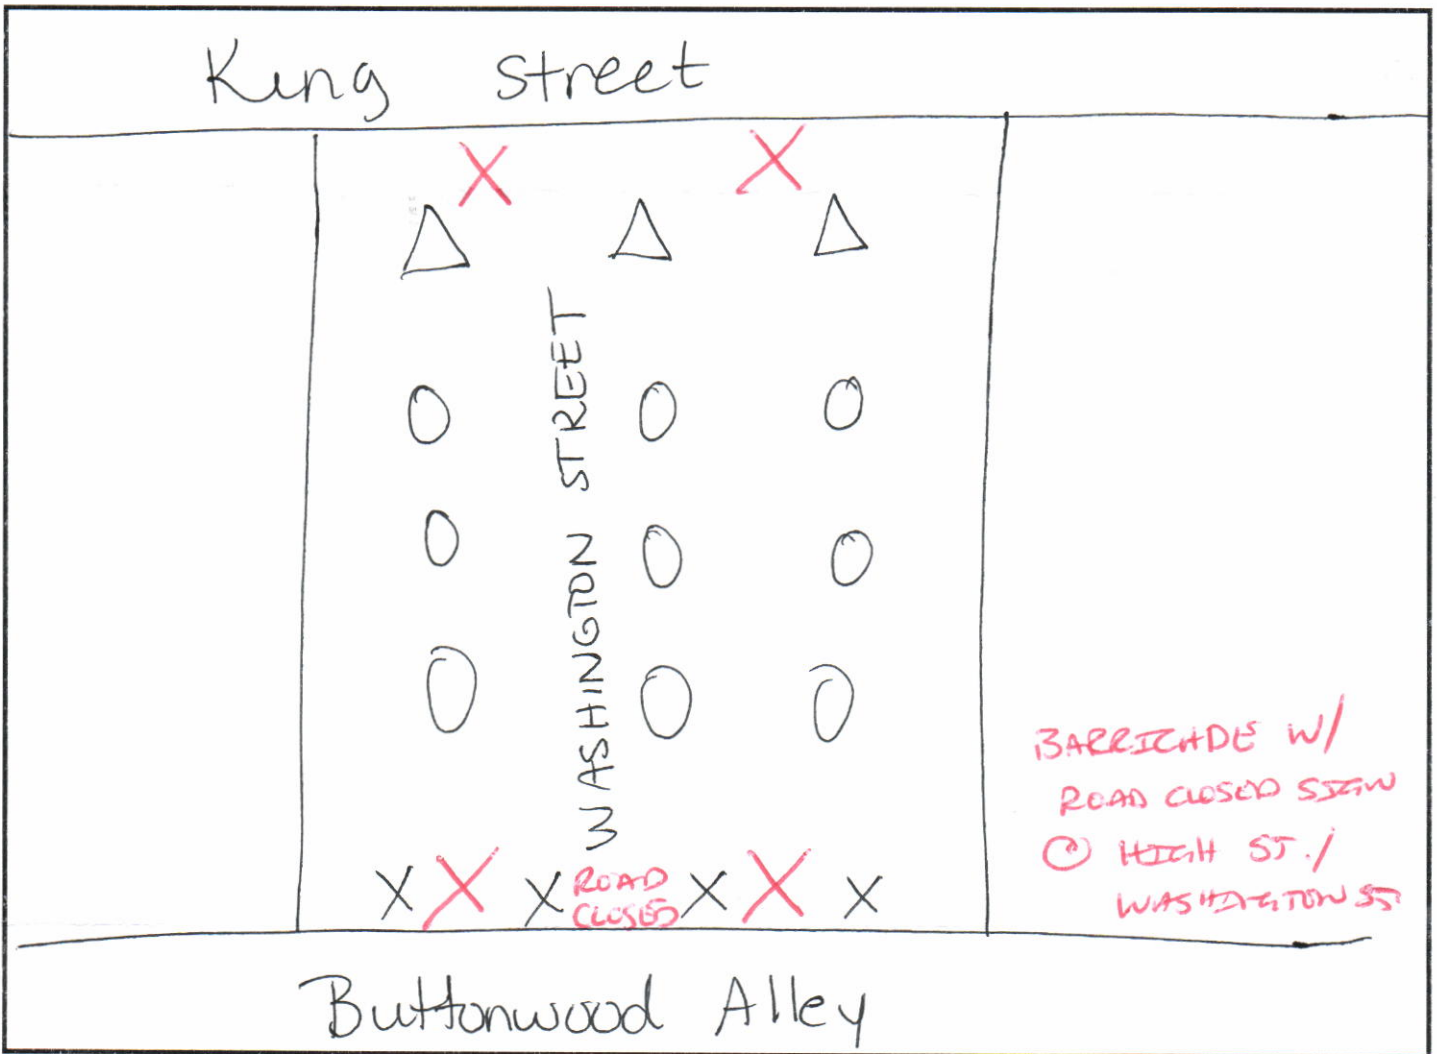 King Street
WASHINGTON STREET
ROAD
CLOSED
BARRICADE W/
ROAD CLOSED SIGN
@ HIGH ST./
WASHINGTON ST
Buttonwood Alley